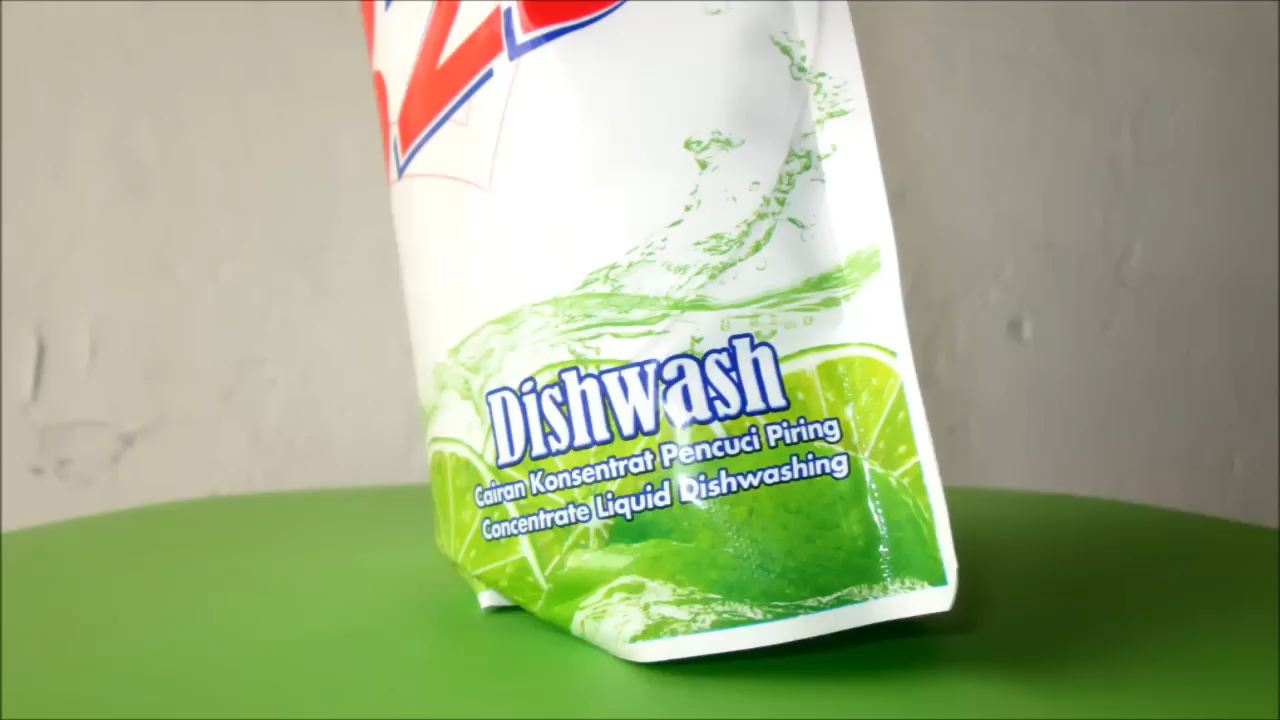 Dishwash
Cairan Konsentrat Pencuci Piring
Concentrate Liquid Dishwashing